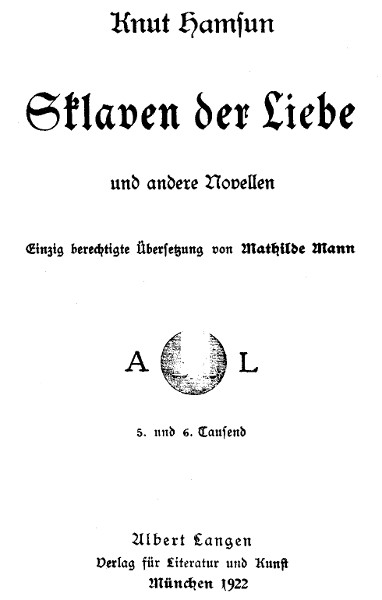 Knut Hamsun
Sklaven der Liebe
und andere Novellen
Einzig berechtigte Übersetzung von Mathilde Mann
A L
5. und 6. Tausend
Albert Langen
Verlag für Literatur und Kunst
München 1922